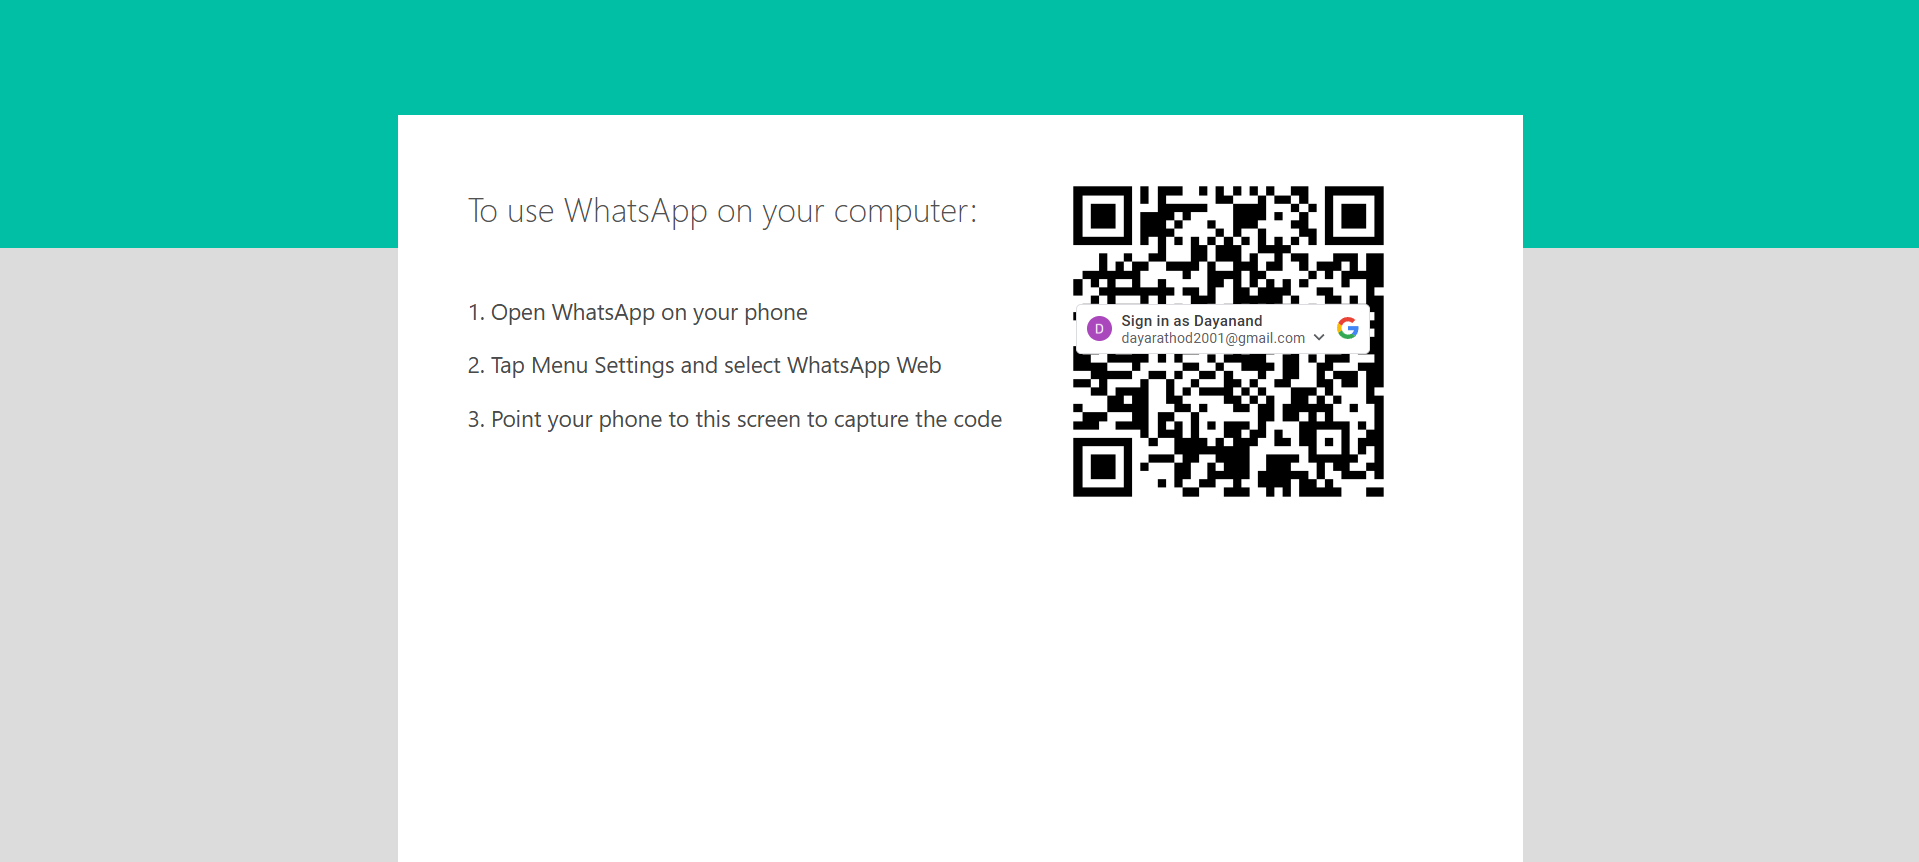 To use WhatsApp on your computer:
1. Open WhatsApp on your phone
2. Tap Menu Settings and select WhatsApp Web
3. Point your phone to this screen to capture the code
D
Sign in as Dayanand
dayarathod2001@gmail.com
G